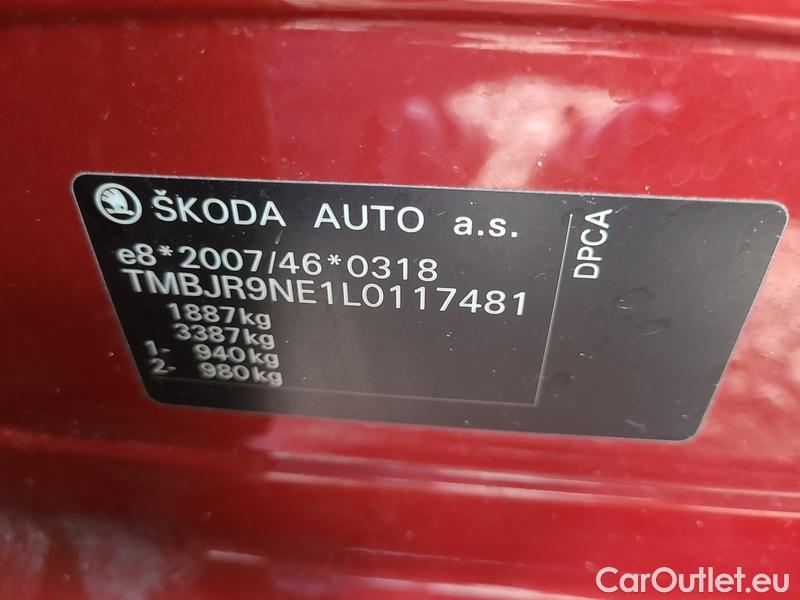 ŠKODA AUTO a.s.
e8*2007/46*0318
TMBJR9NE1L0117481
1887kg
3387kg
1- 940kg
2- 980kg
DPCA
CarOutlet.eu